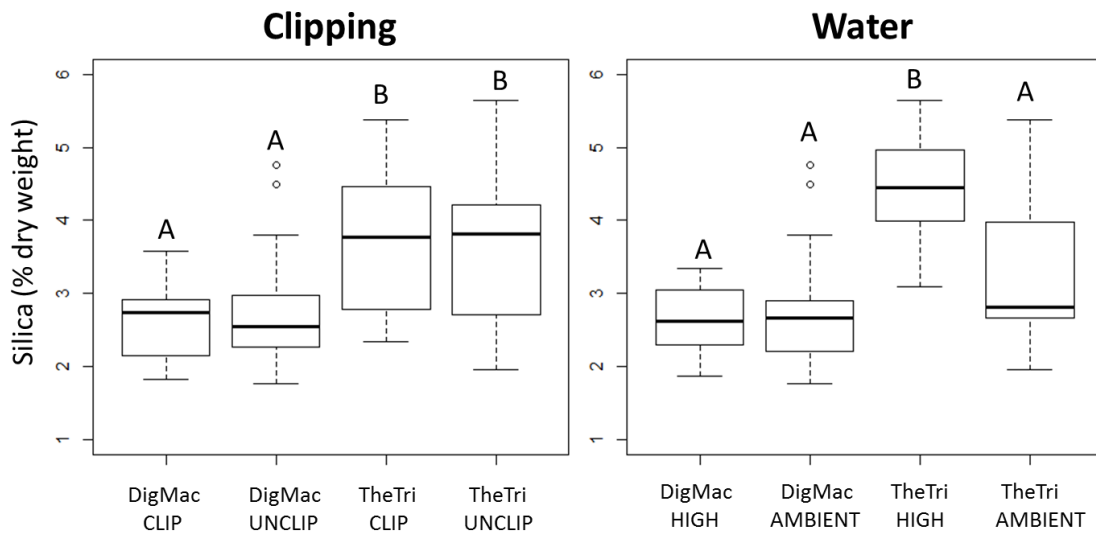 Clipping
Water
Silica (% dry weight)
6
5
4
3
2
1
A
A
B
B
DigMac
CLIP
DigMac
UNCLIP
TheTri
CLIP
TheTri
UNCLIP
6
5
4
3
2
1
A
A
B
A
DigMac
HIGH
DigMac
AMBIENT
TheTri
HIGH
TheTri
AMBIENT